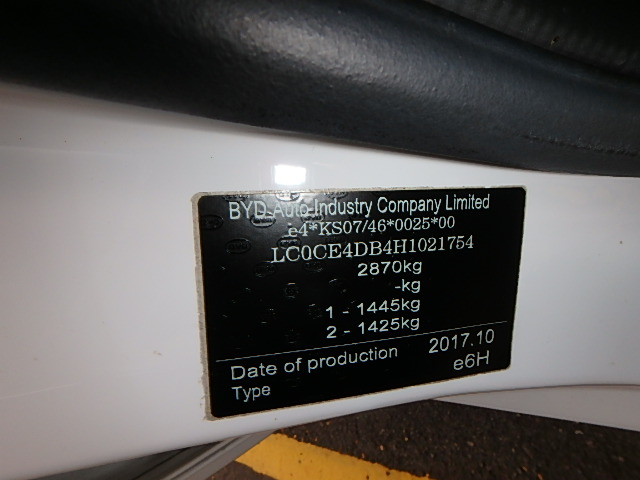 BYD Auto Industry Company Limited
e4*KS07/46*0025*00
LC0CE4DB4H1021754
2870kg
-kg
1 - 1445kg
2 - 1425kg
Date of production 2017.10
Type e6H